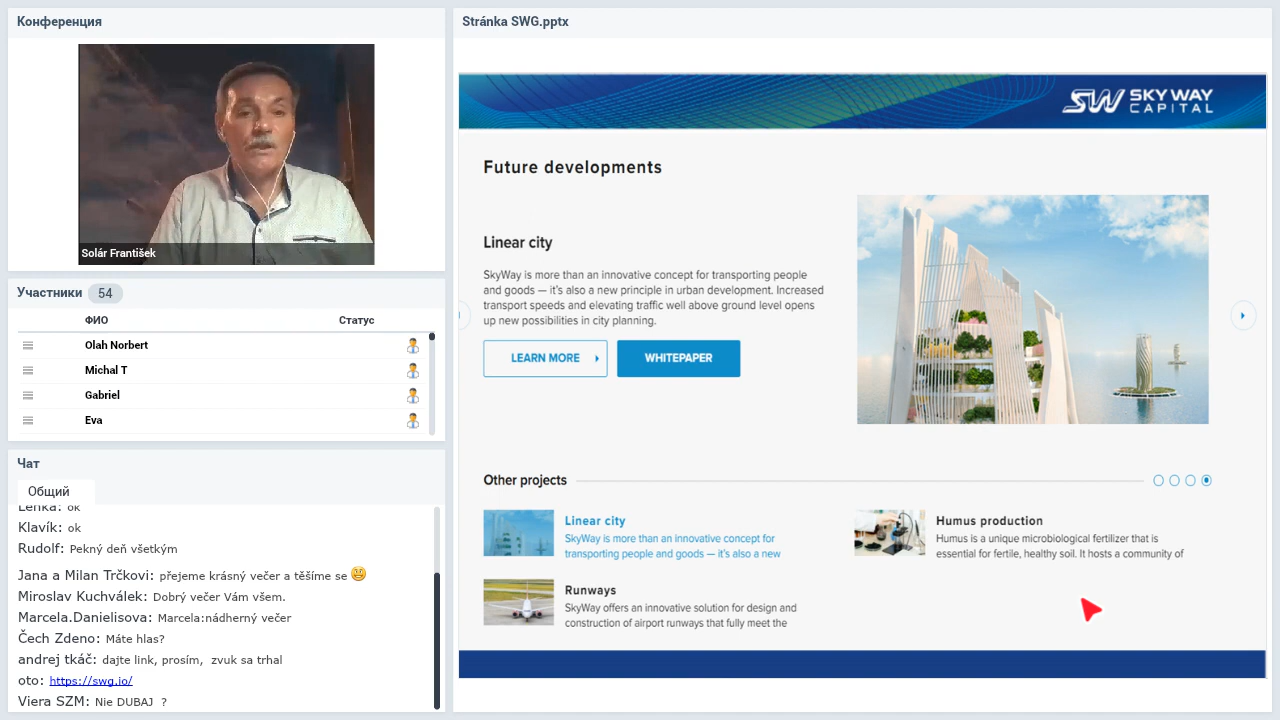 Конференция
Solár František
Участники 54
ФИО Статус
Olah Norbert
Michal T
Gabriel
Eva
Чат
Общий
Lenka: ok
Klavík: ok
Rudolf: Pekný deň všetkým
Jana a Milan Trčkovi: přejeme krásný večer a těšíme se
Miroslav Kuchválek: Dobrý večer Vám všem.
Marcela.Danielisova: Marcela:nádherný večer
Čech Zdeno: Máte hlas?
andrej tkáč: dajte link, prosím, zvuk sa trhal
oto: https://swg.io/
Viera SZM: Nie DUBAJ ?
Stránka SWG.pptx
SW SKY WAY
CAPITAL
Future developments
Linear city
SkyWay is more than an innovative concept for transporting people
and goods — it's also a new principle in urban development. Increased
transport speeds and elevating traffic well above ground level opens
up new possibilities in city planning.
LEARN MORE
WHITEPAPER
Other projects
Linear city
SkyWay is more than an innovative concept for
transporting people and goods — it's also a new
Humus production
Humus is a unique microbiological fertilizer that is
essential for fertile, healthy soil. It hosts a community of
Runways
SkyWay offers an innovative solution for design and
construction of airport runways that fully meet the